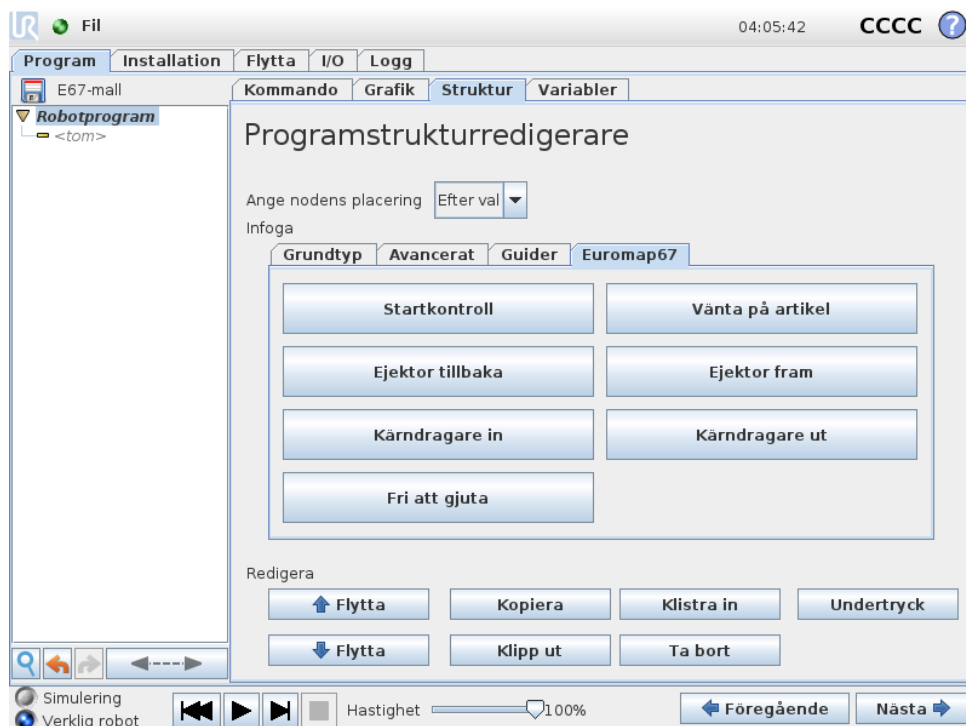 UR Fil 04:05:42 CCCC ?
Program Installation Flytta I/O Logg
E67-mall
Kommando Grafik Struktur Variabler
Robotprogram
<tom>
Programstrukturredigerare
Ange nodens placering Efter val
Infoga
Grundtyp Avancerat Guider Euromap67
Startkontroll Vänta på artikel
Ejektor tillbaka Ejektor fram
Kärndragare in Kärndragare ut
Fri att gjuta
Redigera
Flytta Kopiera Klistra in Undertryck
Flytta Klipp ut Ta bort
Simulering
Verklig robot
Hastighet 100% Föregående Nästa